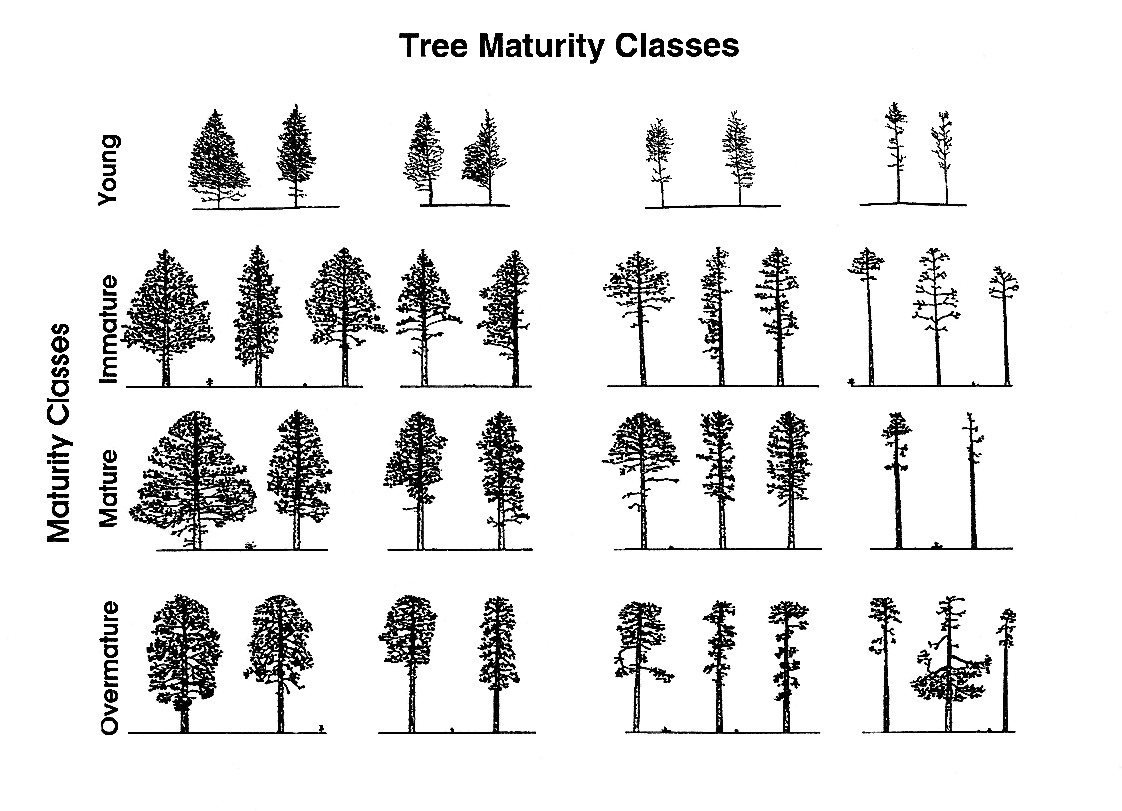 Tree Maturity Classes
Maturity Classes
Young
Immature
Mature
Overmature